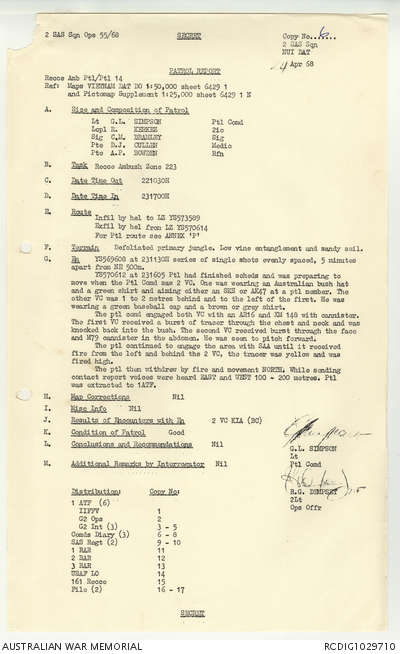 2 SAS Sqn Ops 55/68 SECRET Copy No. 6
2 SAS Sqn
NUI DAT
24 Apr 68
PATROL REPORT
Recce Amb Ptl/Ptl 14
Ref: Maps VIETNAM DAT DO 1:50,000 sheet 6429 1
and Pictomap Supplement 1:25,000 sheet 6429 1 N
A. Rise and Composition of Patrol
Lt G.L. SIMPSON Ptl Comd
Lcpl R. 2ic
Sig C.M. BRAMLEY Sig
Pte B.J. CULLEN Medic
Pte A.P. BOWDEN Rfn
B. Task Recce Ambush Zone 223
C. Date Time Out 221030H
D. Date Time In 231700H
E. Route
Infil by hel to LZ YS573589
Exfil by hel from LZ YS570614
For Ptl route see ANNEX 'P'
F. Terrain Defoliated primary jungle. Low vine entanglement and sandy soil.
G. En YS569608 at 231130H series of single shots evenly spaced, 5 minutes
apart from NE 500m.
YS570612 at 231605 Ptl had finished scheds and was preparing to
move when the Ptl Comd saw 2 VC. One was wearing an Australian bush hat
and a green shirt and aiming either an SKS or AK47 at a ptl member. The
other VC was 1 to 2 metres behind and to the left of the first. He was
wearing a green baseball cap and a brown or grey shirt.
The ptl comd engaged both VC with an AR16 and XM 148 with cannister.
The first VC received a burst of tracer through the chest and neck and was
knocked back into the bush. The second VC received burst through the face
and M79 cannister in the abdomen. He was seen to pitch forward.
The ptl continued to engage the area with SAA until it received
fire from the left and behind the 2 VC, the tracer was yellow and was
fired high.
The ptl then withdrew by fire and movement NORTH. While sending
contact report voices were heard EAST and WEST 100 - 200 metres. Ptl
was extracted to 1ATF.
H. Map Corrections Nil
I. Misc Info Nil
J. Results of Encounters with En 2 VC KIA (BC)
K. Condition of Patrol Good
L. Conclusions and Recommendations Nil
G.L. SIMPSON
Lt
Ptl Comd
M. Additional Remarks by Interrogator Nil
R.G. DEMPSEY
2Lt
Ops Offr
Distribution: Copy No:
1 ATF (6)
IIFFV 1
G2 Ops 2
G2 Int (3) 3 - 5
Comds Diary (3) 6 - 8
SAS Regt (2) 9 - 10
1 RAR 11
2 RAR 12
3 RAR 13
USAF LO 14
161 Recce 15
File (2) 16 - 17
SECRET
AUSTRALIAN WAR MEMORIAL RCDIG1029710